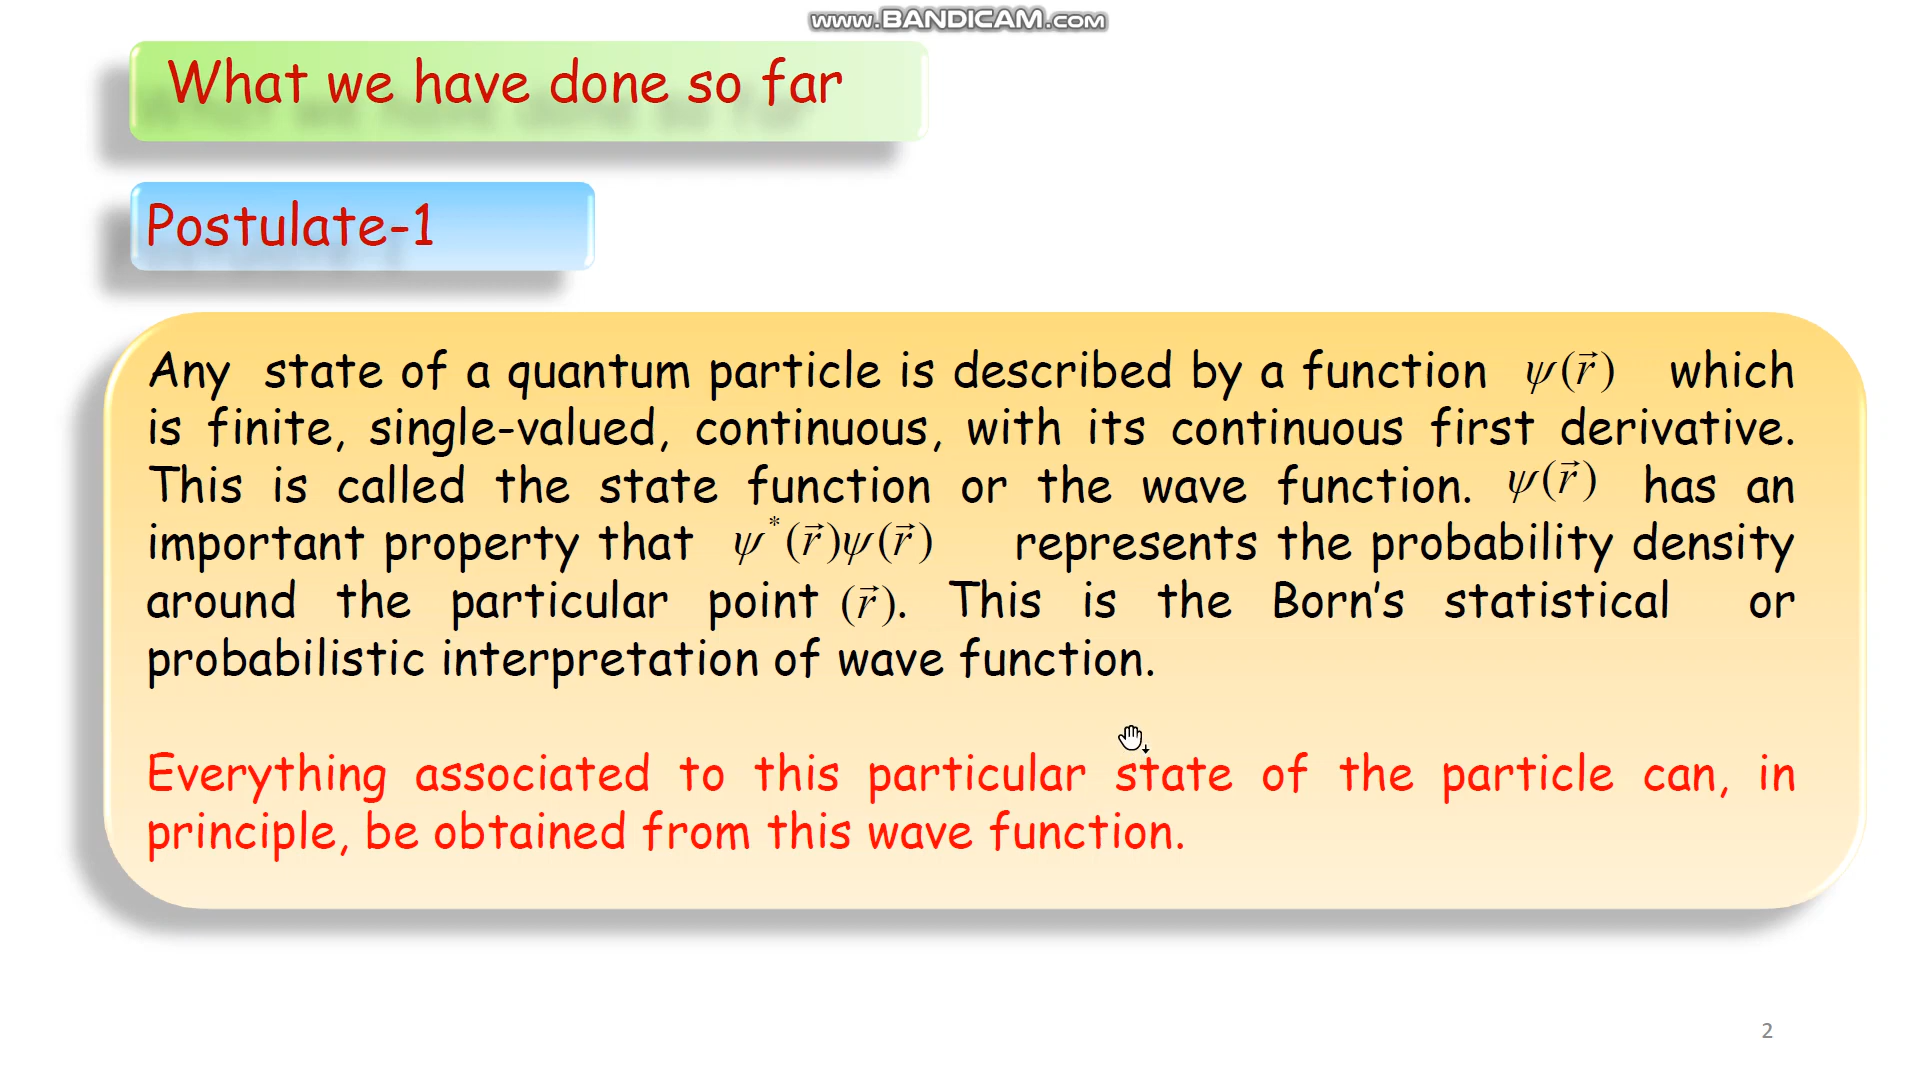 www.BANDICAM.com
What we have done so far
Postulate-1
Any state of a quantum particle is described by a function ψ(r⃗) which
is finite, single-valued, continuous, with its continuous first derivative.
This is called the state function or the wave function. ψ(r⃗) has an
important property that ψ*(r⃗)ψ(r⃗) represents the probability density
around the particular point (r⃗). This is the Born's statistical or
probabilistic interpretation of wave function.
Everything associated to this particular state of the particle can, in
principle, be obtained from this wave function.
2